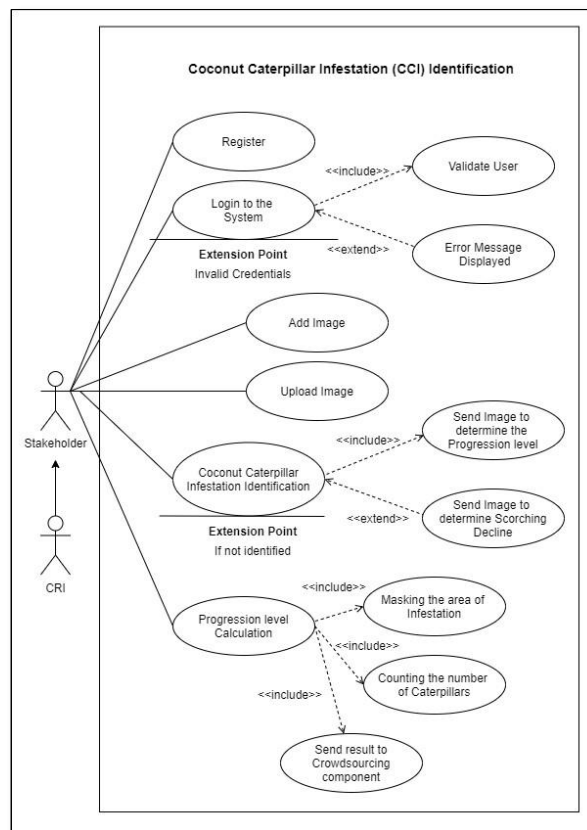 Coconut Caterpillar Infestation (CCI) Identification
Register
<<include>>
Validate User
Login to the
System
<<extend>>
Error Message
Displayed
Extension Point
Invalid Credentials
Add Image
Upload Image
Stakeholder
Send Image to
determine the
Progression level
<<include>>
Coconut Caterpillar
Infestation Identification
<<extend>>
Send Image to
determine Scorching
Decline
Extension Point
If not identified
CRI
<<include>>
Masking the area of
Infestation
Progression level
Calculation
<<include>>
Counting the number
of Caterpillars
<<include>>
Send result to
Crowdsourcing
component